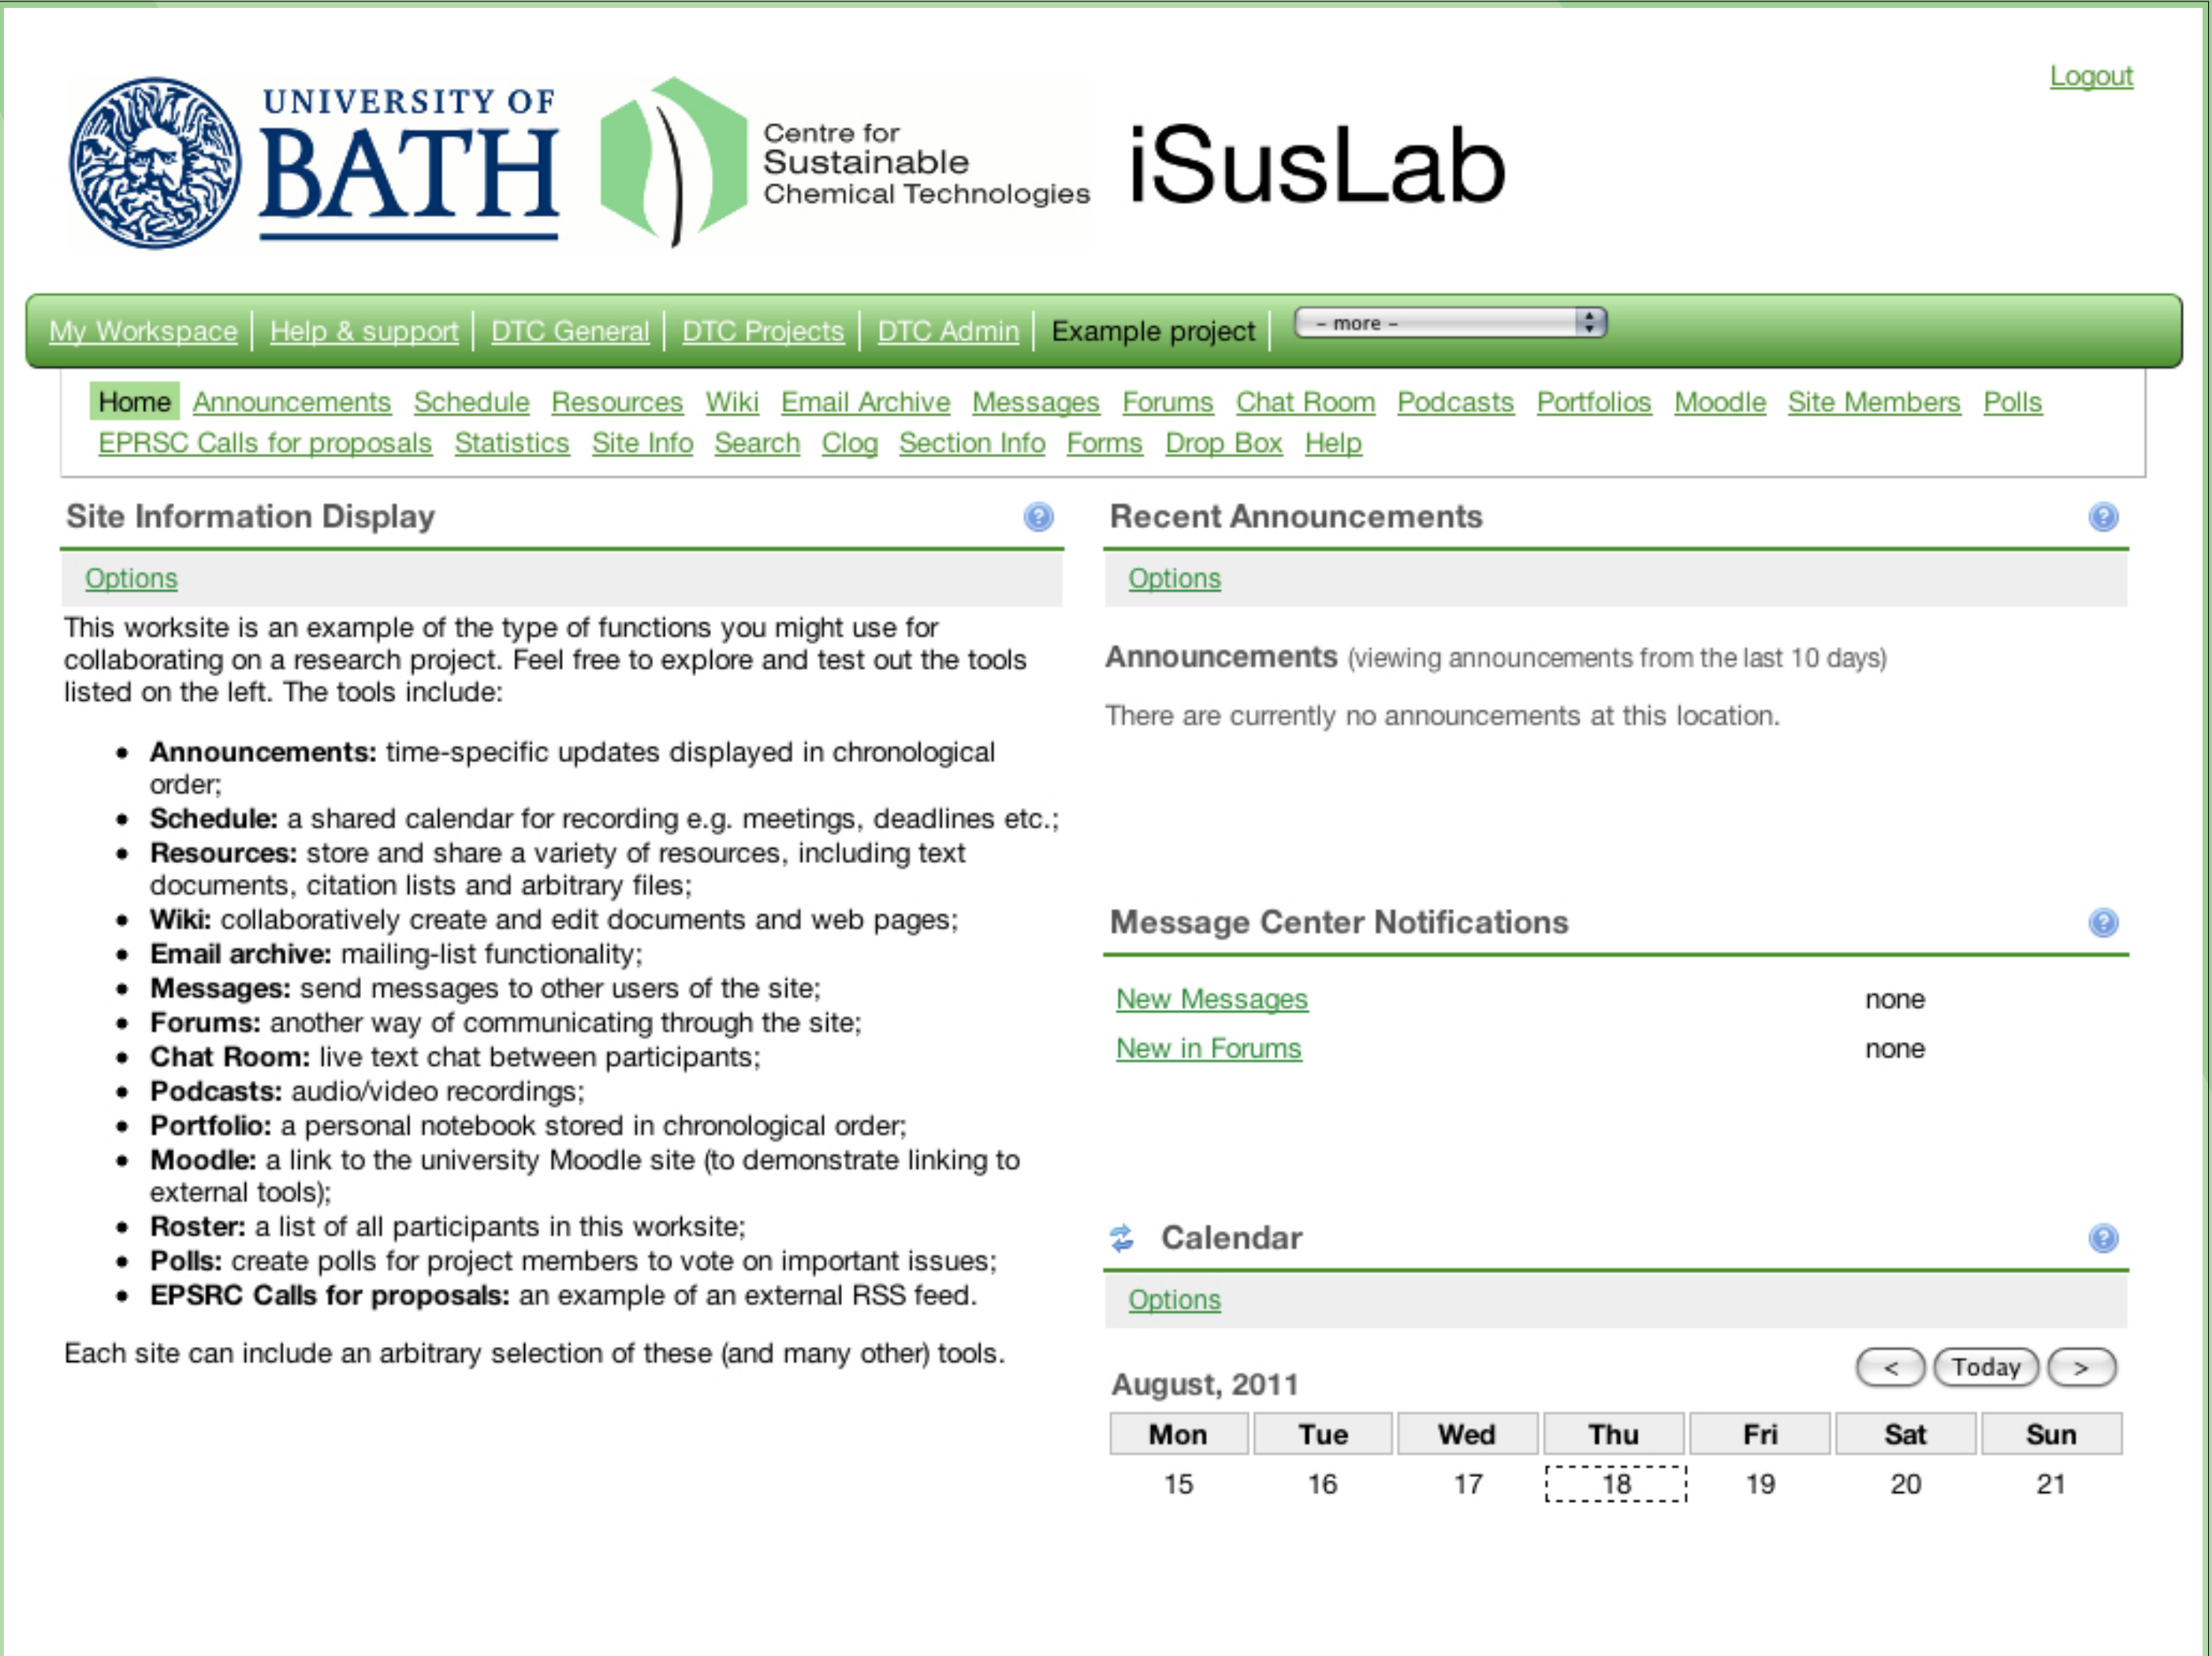 Logout
UNIVERSITY OF
BATH
Centre for
Sustainable
Chemical Technologies
iSusLab
My Workspace Help & support DTC General DTC Projects DTC Admin Example project – more –
Home Announcements Schedule Resources Wiki Email Archive Messages Forums Chat Room Podcasts Portfolios Moodle Site Members Polls
EPRSC Calls for proposals Statistics Site Info Search Clog Section Info Forms Drop Box Help
Site Information Display
Options
This worksite is an example of the type of functions you might use for
collaborating on a research project. Feel free to explore and test out the tools
listed on the left. The tools include:
• Announcements: time-specific updates displayed in chronological
order;
• Schedule: a shared calendar for recording e.g. meetings, deadlines etc.;
• Resources: store and share a variety of resources, including text
documents, citation lists and arbitrary files;
• Wiki: collaboratively create and edit documents and web pages;
• Email archive: mailing-list functionality;
• Messages: send messages to other users of the site;
• Forums: another way of communicating through the site;
• Chat Room: live text chat between participants;
• Podcasts: audio/video recordings;
• Portfolio: a personal notebook stored in chronological order;
• Moodle: a link to the university Moodle site (to demonstrate linking to
external tools);
• Roster: a list of all participants in this worksite;
• Polls: create polls for project members to vote on important issues;
• EPSRC Calls for proposals: an example of an external RSS feed.
Each site can include an arbitrary selection of these (and many other) tools.
Recent Announcements
Options
Announcements (viewing announcements from the last 10 days)
There are currently no announcements at this location.
Message Center Notifications
New Messages none
New in Forums none
Calendar
Options
< Today >
August, 2011
Mon Tue Wed Thu Fri Sat Sun
15 16 17 18 19 20 21